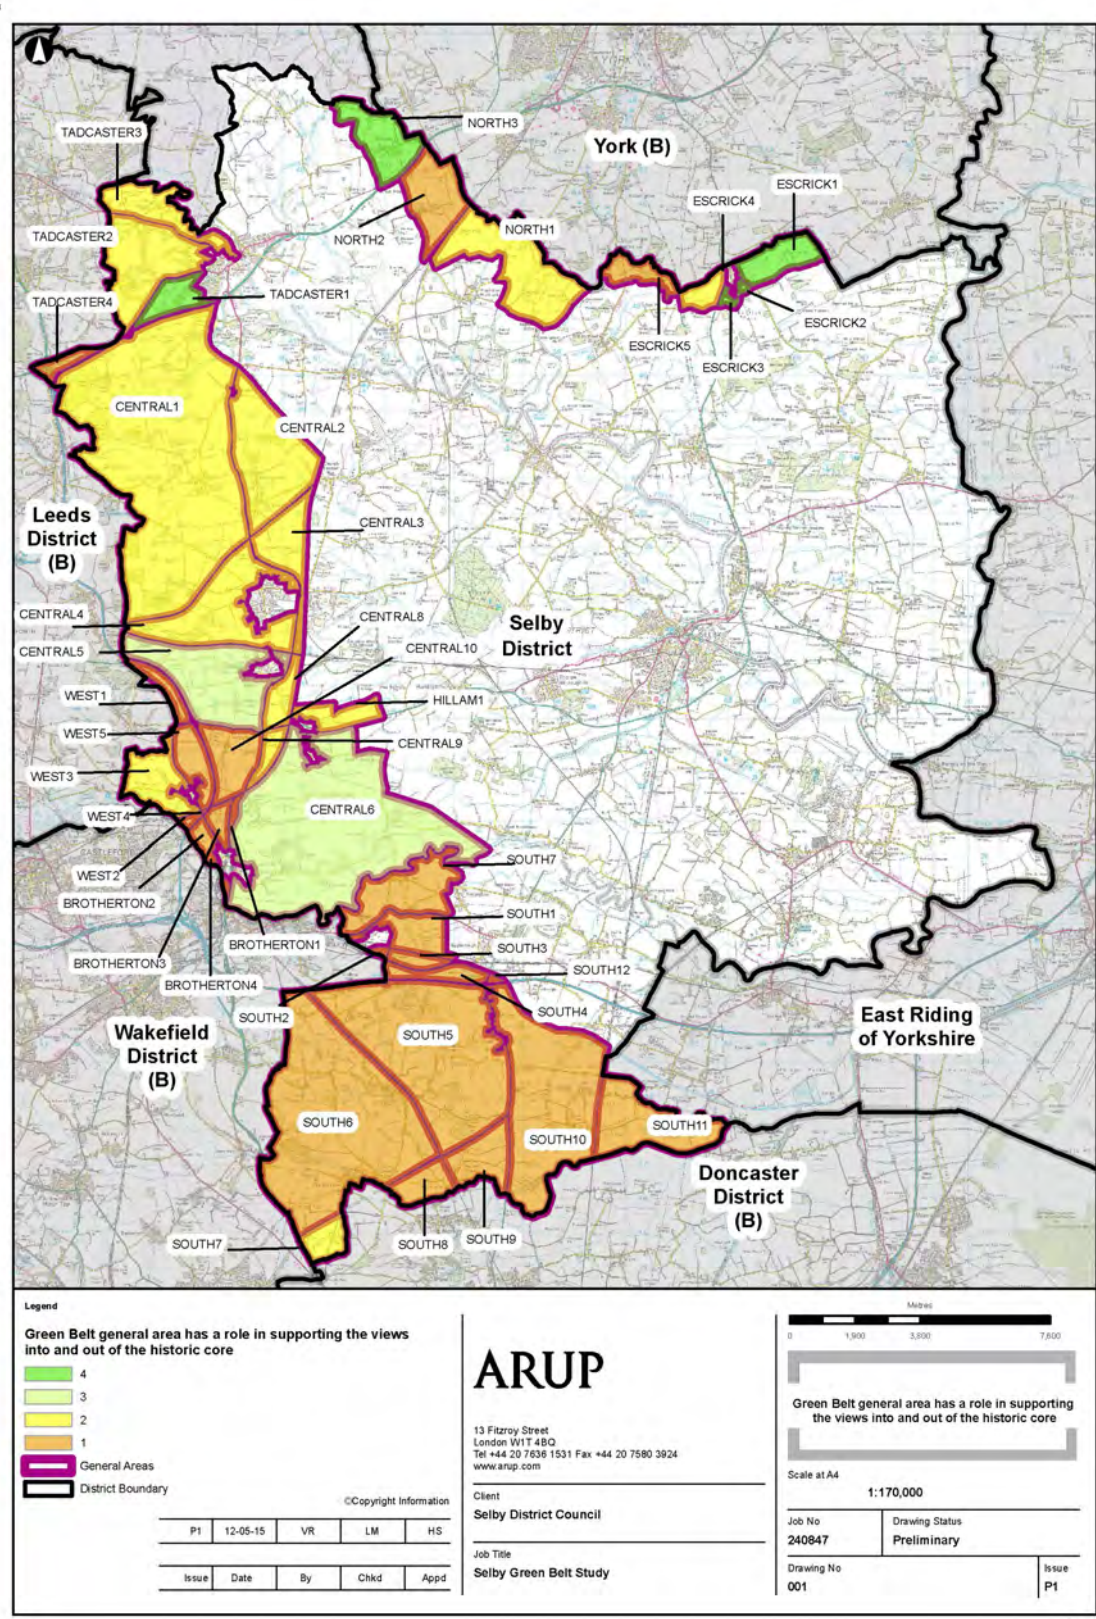 NORTH3
TADCASTER3
York (B)
ESCRICK1
ESCRICK4
TADCASTER2
NORTH2
NORTH1
TADCASTER4
TADCASTER1
ESCRICK2
ESCRICK5
ESCRICK3
CENTRAL1
CENTRAL2
Leeds
District
(B)
CENTRAL3
CENTRAL4
CENTRAL8
Selby
District
CENTRAL5
CENTRAL10
WEST1
HILLAM1
WEST5
CENTRAL9
WEST3
CENTRAL6
WEST4
SOUTH7
WEST2
BROTHERTON2
SOUTH1
BROTHERTON1
SOUTH3
BROTHERTON3
SOUTH12
BROTHERTON4
SOUTH2
SOUTH4
East Riding
of Yorkshire
Wakefield
District
(B)
SOUTH5
SOUTH6
SOUTH10
SOUTH11
Doncaster
District
(B)
SOUTH7
SOUTH8
SOUTH9
Legend
Green Belt general area has a role in supporting the views
into and out of the historic core
4
3
2
1
General Areas
District Boundary
©Copyright Information
P1 12-05-15 VR LM HS
Issue Date By Chkd Appd
ARUP
13 Fitzroy Street
London W1T 4BQ
Tel +44 20 7636 1531 Fax +44 20 7580 3924
www.arup.com
Client
Selby District Council
Job Title
Selby Green Belt Study
Metres
0 1,900 3,800 7,600
Green Belt general area has a role in supporting
the views into and out of the historic core
Scale at A4
1:170,000
Job No
240847
Drawing Status
Preliminary
Drawing No
001
Issue
P1